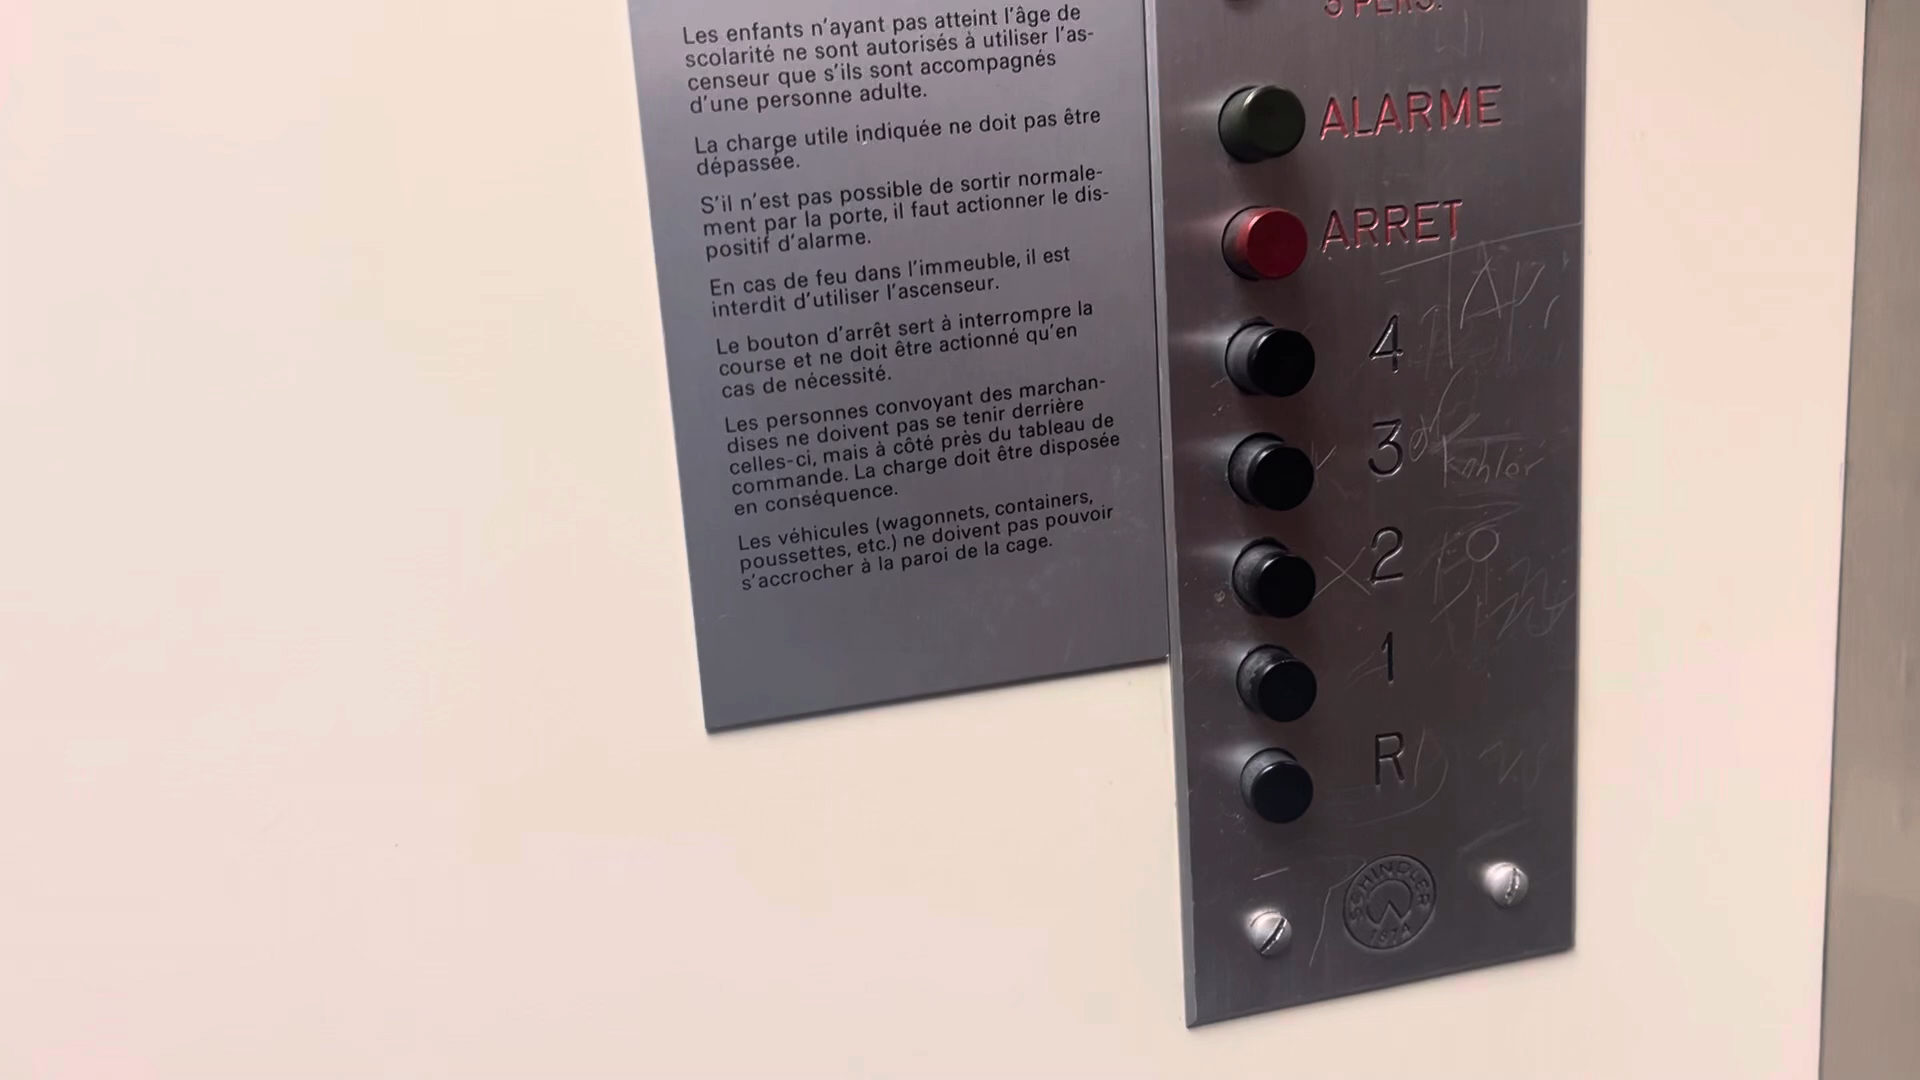 Les enfants n'ayant pas atteint l'âge de
scolarité ne sont autorisés à utiliser l'as-
censeur que s'ils sont accompagnés
d'une personne adulte.
La charge utile indiquée ne doit pas être
dépassée.
S'il n'est pas possible de sortir normale-
ment par la porte, il faut actionner le dis-
positif d'alarme.
En cas de feu dans l'immeuble, il est
interdit d'utiliser l'ascenseur.
Le bouton d'arrêt sert à interrompre la
course et ne doit être actionné qu'en
cas de nécessité.
Les personnes convoyant des marchan-
dises ne doivent pas se tenir derrière
celles-ci, mais à côté près du tableau de
commande. La charge doit être disposée
en conséquence.
Les véhicules (wagonnets, containers,
poussettes, etc.) ne doivent pas pouvoir
s'accrocher à la paroi de la cage.
PERS.
ALARME
ARRET
4
3
2
1
R
SCHINDLER
1874